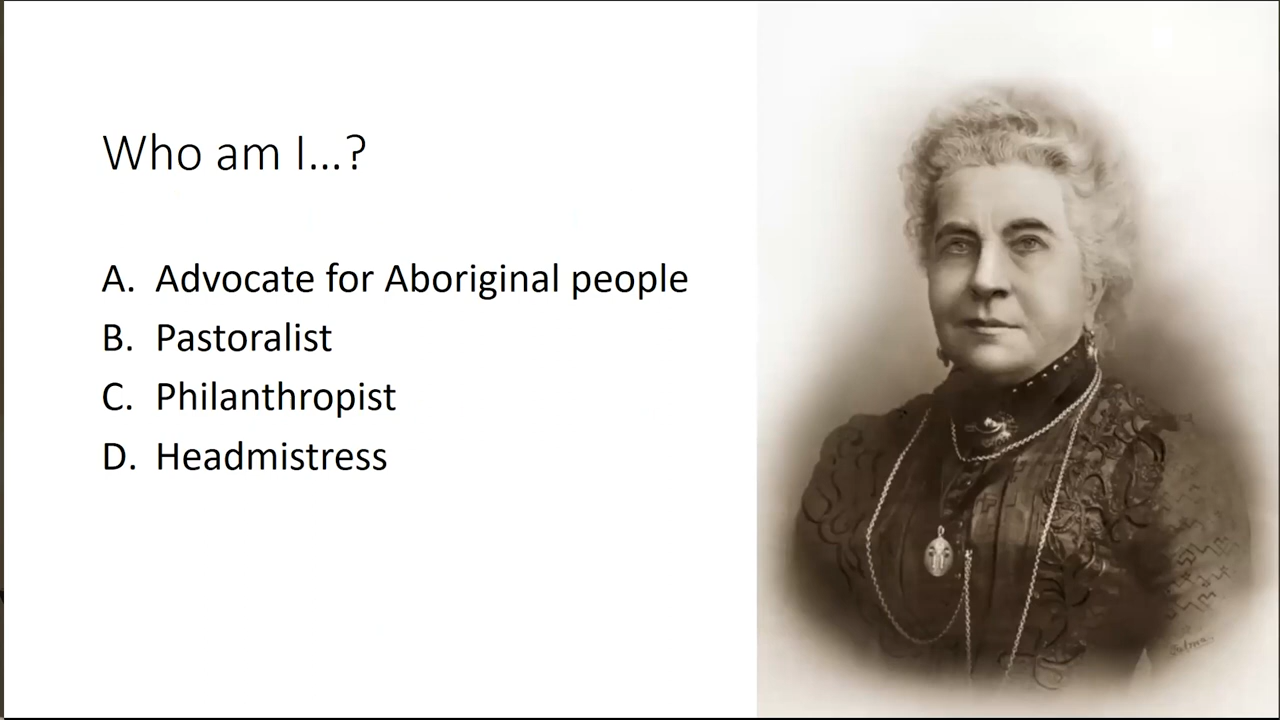 Who am I...?
A. Advocate for Aboriginal people
B. Pastoralist
C. Philanthropist
D. Headmistress